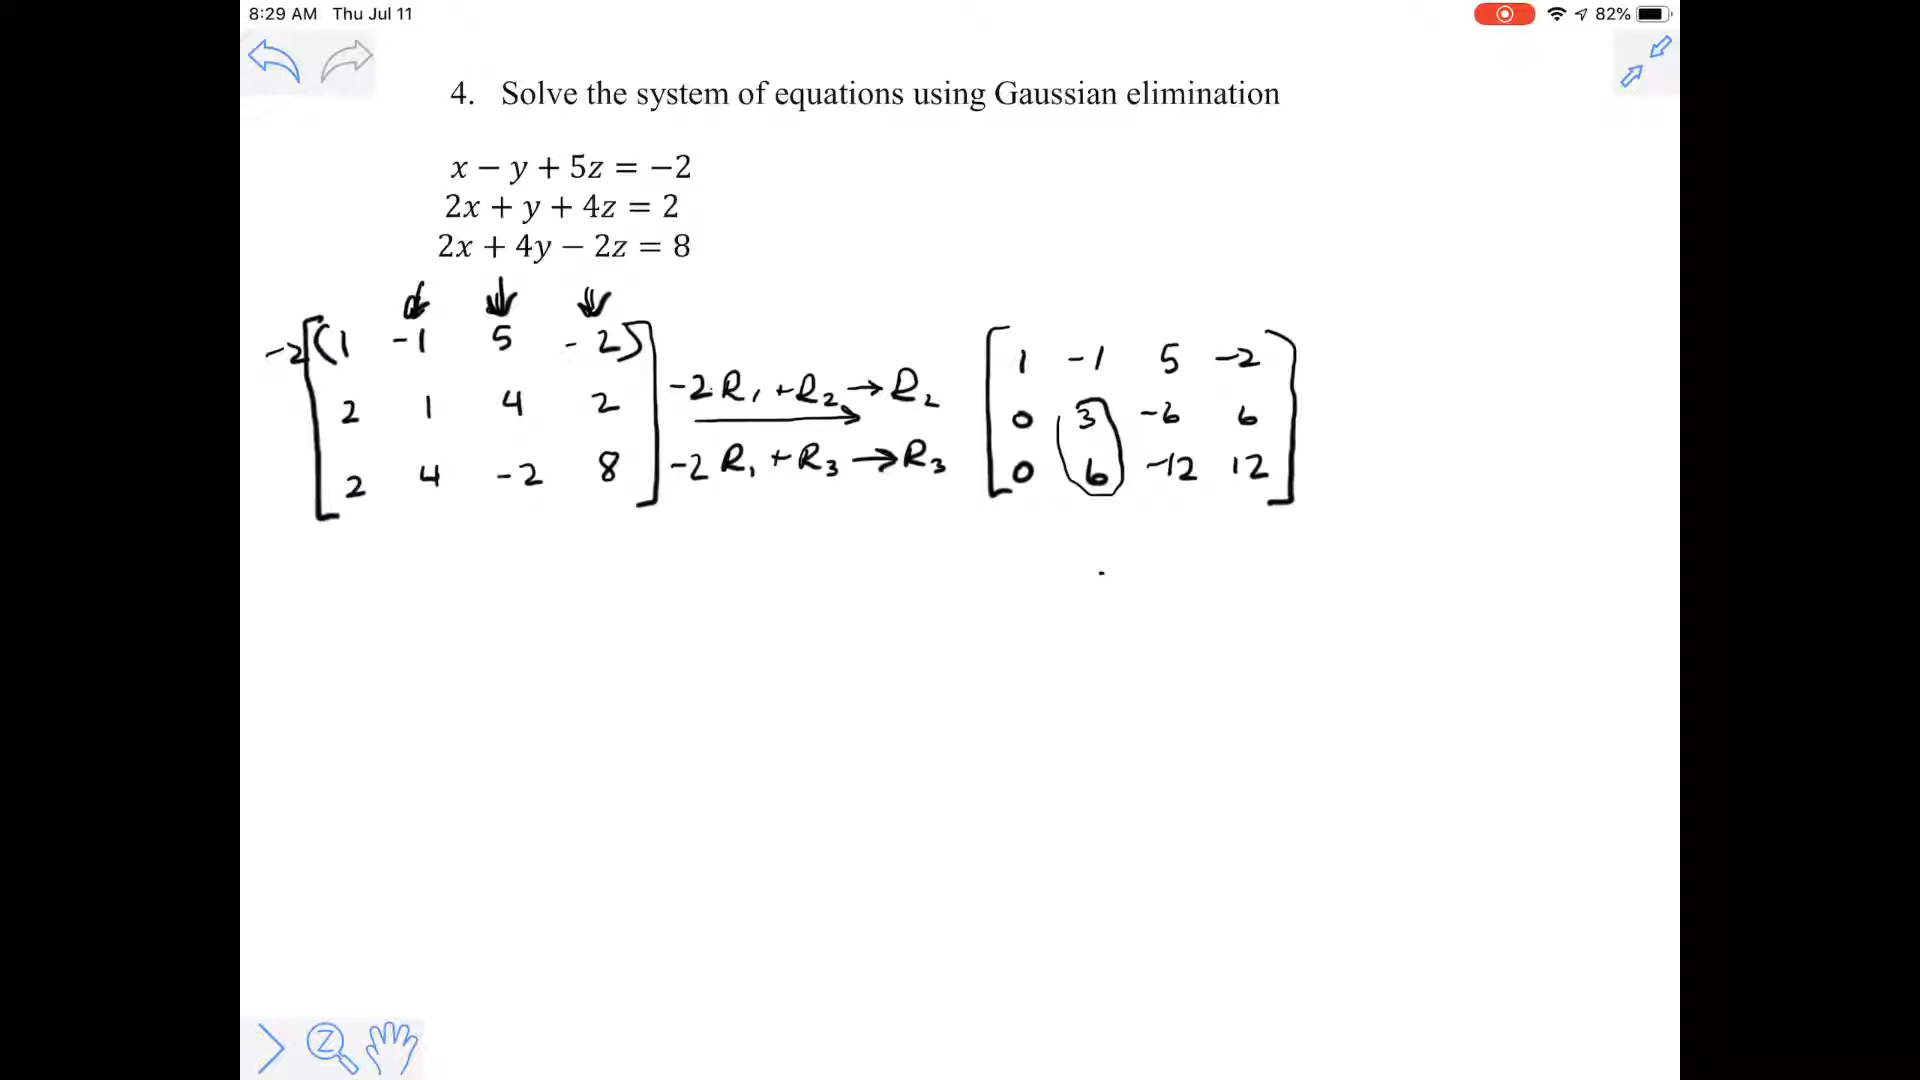 8:29 AM Thu Jul 11
82%
4. Solve the system of equations using Gaussian elimination
x − y + 5z = −2
2x + y + 4z = 2
2x + 4y − 2z = 8
-2(1 -1 5 -2)
2 1 4 2
2 4 -2 8
-2R₁ + R₂ → R₂
-2R₁ + R₃ → R₃
1 -1 5 -2
0 3 -6 6
0 6 -12 12
Z